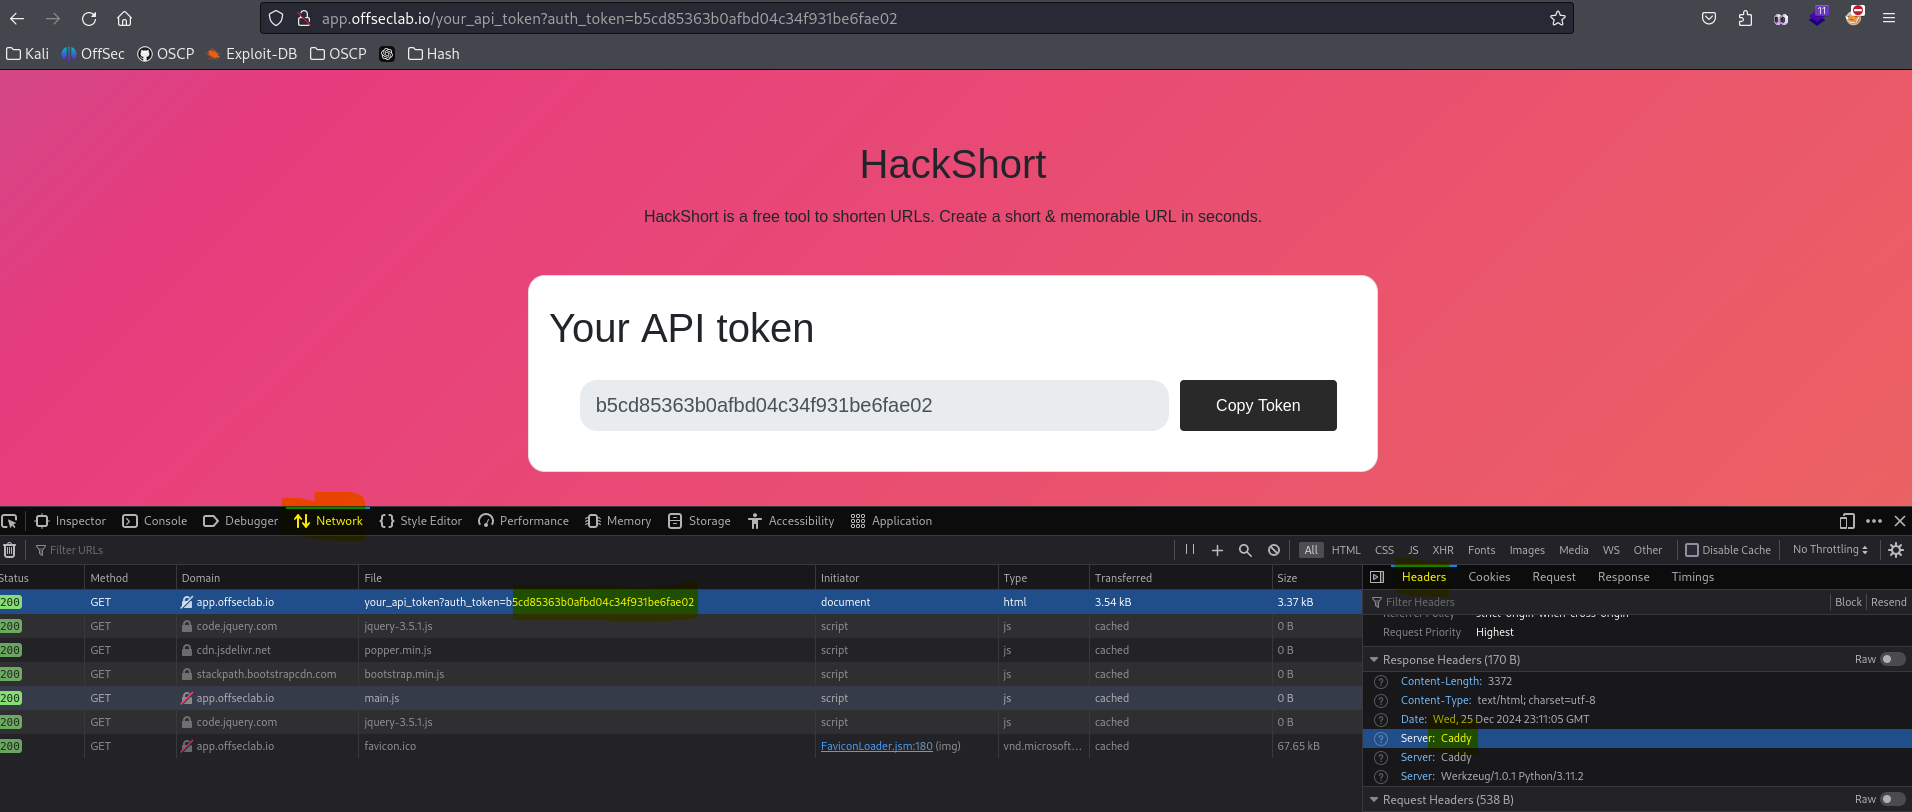 app.offseclab.io/your_api_token?auth_token=b5cd85363b0afbd04c34f931be6fae02
11
Kali OffSec OSCP Exploit-DB OSCP Hash
HackShort
HackShort is a free tool to shorten URLs. Create a short & memorable URL in seconds.
Your API token
b5cd85363b0afbd04c34f931be6fae02 Copy Token
Inspector Console Debugger Network Style Editor Performance Memory Storage Accessibility Application
Filter URLs All HTML CSS JS XHR Fonts Images Media WS Other Disable Cache No Throttling
Status Method Domain File Initiator Type Transferred Size
200 GET app.offseclab.io your_api_token?auth_token=b5cd85363b0afbd04c34f931be6fae02 document html 3.54 kB 3.37 kB
200 GET code.jquery.com jquery-3.5.1.js script js cached 0 B
200 GET cdn.jsdelivr.net popper.min.js script js cached 0 B
200 GET stackpath.bootstrapcdn.com bootstrap.min.js script js cached 0 B
200 GET app.offseclab.io main.js script js cached 0 B
200 GET code.jquery.com jquery-3.5.1.js script js cached 0 B
200 GET app.offseclab.io favicon.ico FaviconLoader.jsm:180 (img) vnd.microsoft... cached 67.65 kB
Headers Cookies Request Response Timings
Filter Headers Block Resend
Referrer Policy strict-origin-when-cross-origin
Request Priority Highest
Response Headers (170 B) Raw
Content-Length: 3372
Content-Type: text/html; charset=utf-8
Date: Wed, 25 Dec 2024 23:11:05 GMT
Server: Caddy
Server: Caddy
Server: Werkzeug/1.0.1 Python/3.11.2
Request Headers (538 B) Raw